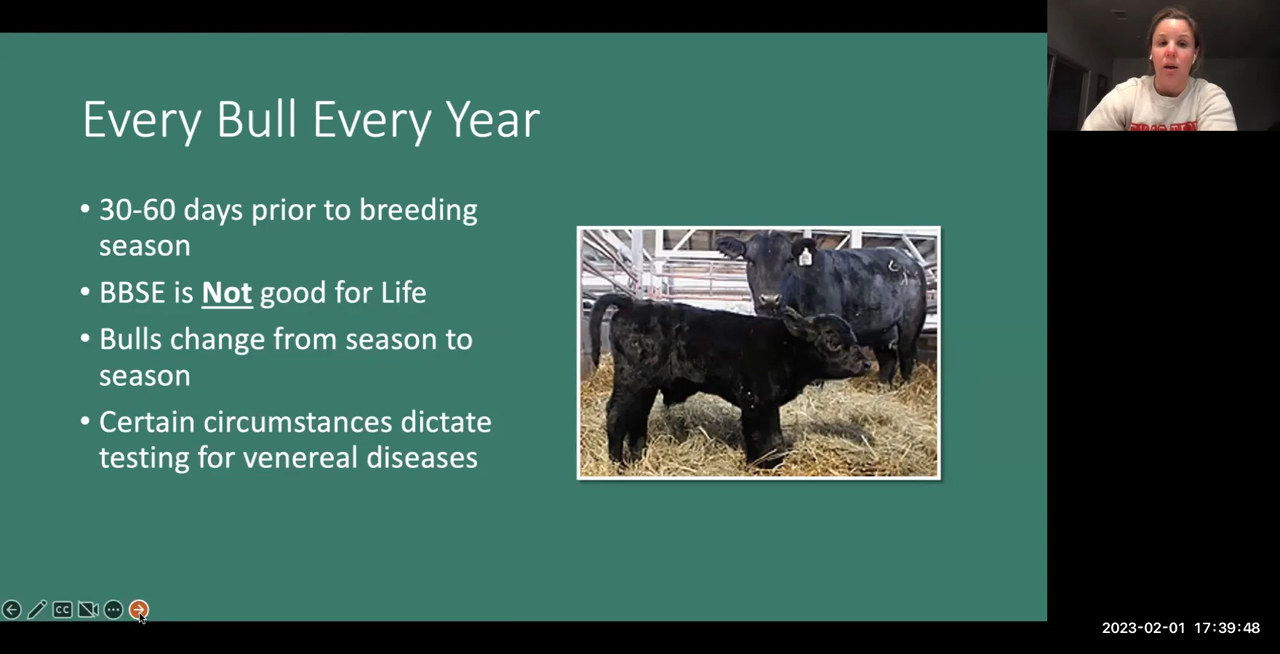 Every Bull Every Year
• 30-60 days prior to breeding
season
• BBSE is Not good for Life
• Bulls change from season to
season
• Certain circumstances dictate
testing for venereal diseases
CC
2023-02-01 17:39:48